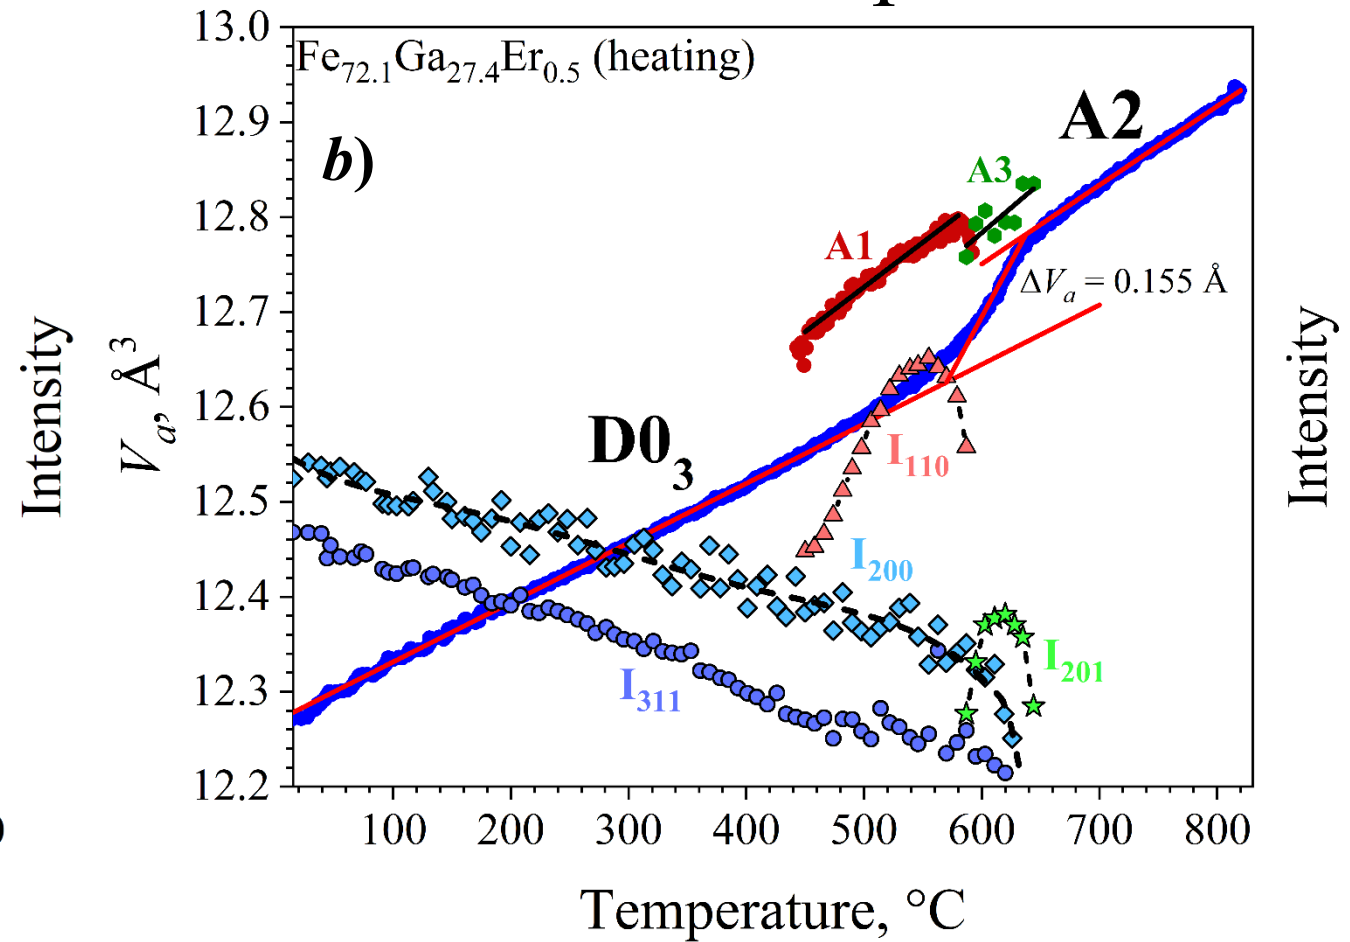 13.0
Fe72.1Ga27.4Er0.5 (heating)
12.9
A2
b)
A3
12.8
A1
ΔVa = 0.155 Å
12.7
Intensity
Va, Å3
Intensity
12.6
D03
I110
12.5
I200
12.4
I201
I311
12.3
12.2
100 200 300 400 500 600 700 800
Temperature, °C